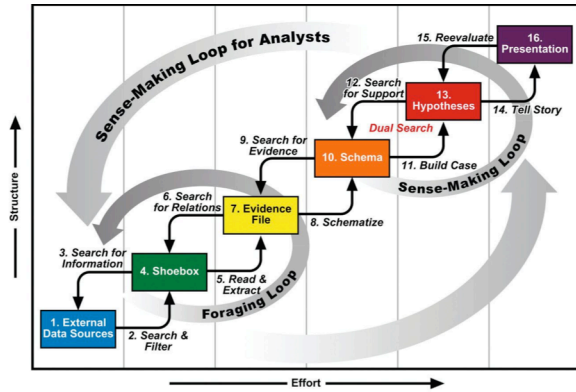 Sense-Making Loop for Analysts
15. Reevaluate
16.
Presentation
12. Search
for Support
13.
Hypotheses
14. Tell Story
Dual Search
9. Search for
Evidence
10. Schema
11. Build Case
Sense-Making Loop
6. Search
for Relations
7. Evidence
File
8. Schematize
3. Search for
Information
4. Shoebox
5. Read &
Extract
Foraging Loop
1. External
Data Sources
2. Search &
Filter
Structure
Effort